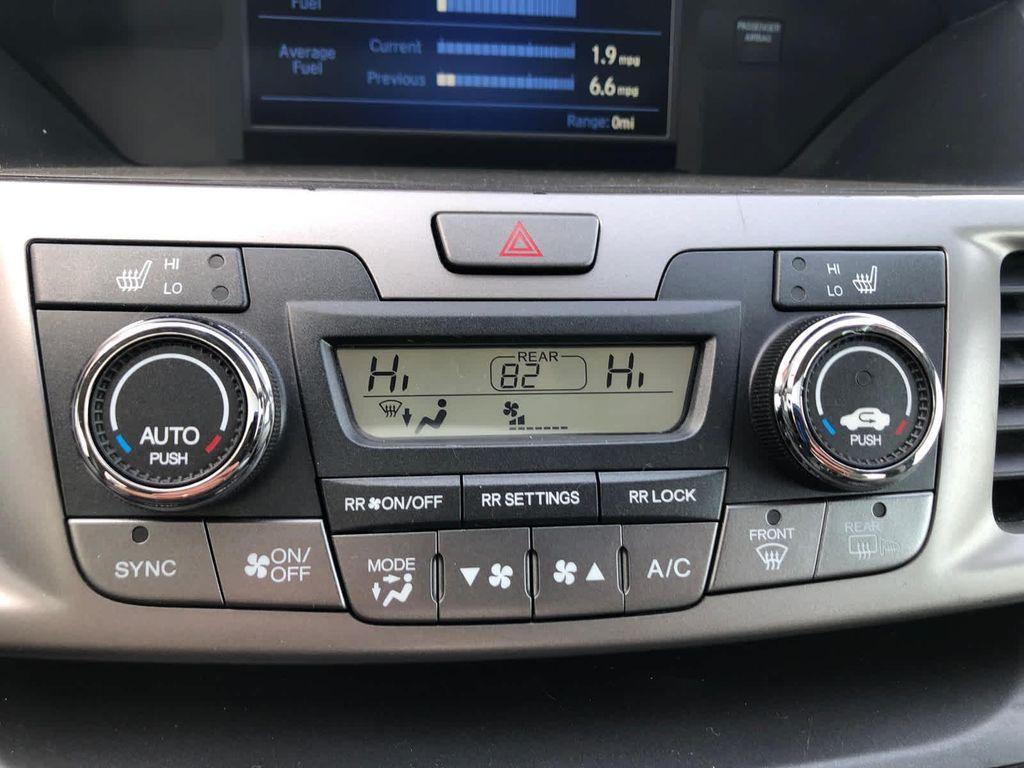 Fuel
PASSENGER AIRBAG
Average Fuel
Current 1.9 mpg
Previous 6.6 mpg
Range: 0mi
HI
LO
HI
LO
Hi REAR 82 Hi
AUTO
PUSH
PUSH
RR ON/OFF RR SETTINGS RR LOCK
SYNC
ON/
OFF
MODE
A/C
FRONT
REAR